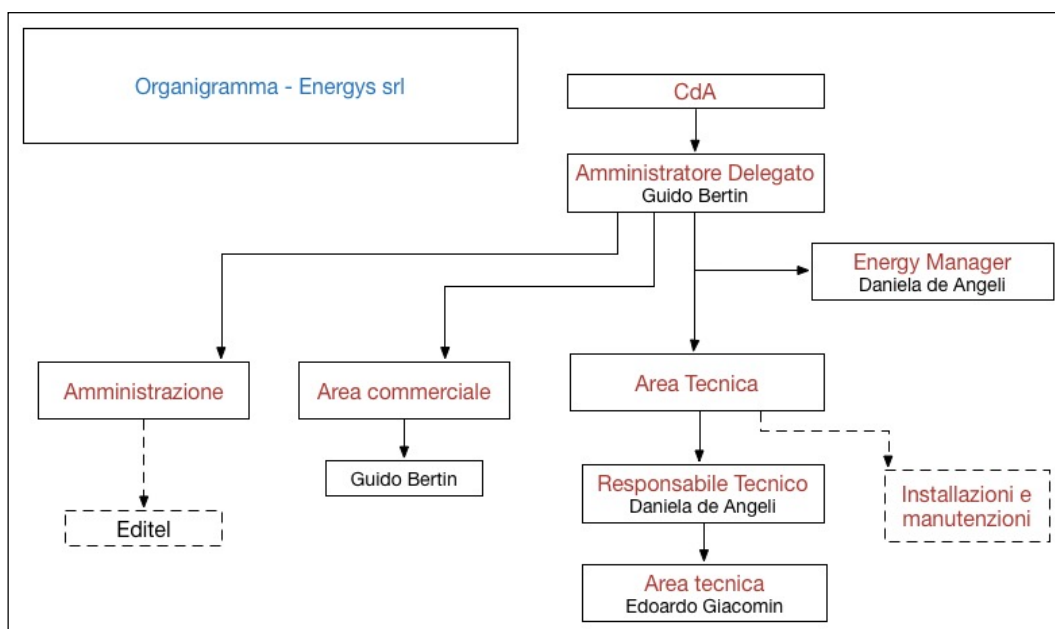 Organigramma - Energys srl
CdA
Amministratore Delegato
Guido Bertin
Energy Manager
Daniela de Angeli
Amministrazione
Area commerciale
Area Tecnica
Guido Bertin
Responsabile Tecnico
Daniela de Angeli
Installazioni e
manutenzioni
Editel
Area tecnica
Edoardo Giacomin